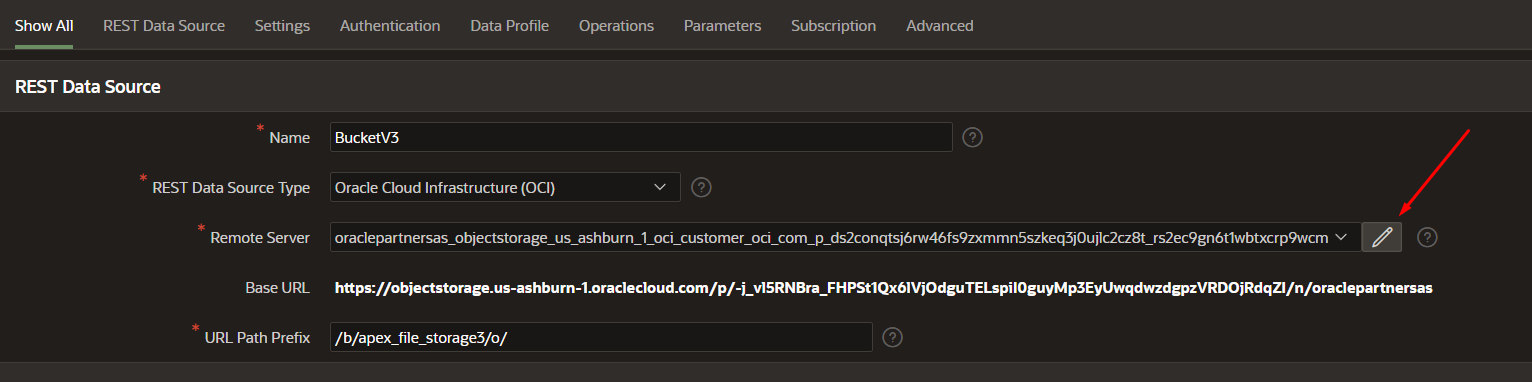 Show All REST Data Source Settings Authentication Data Profile Operations Parameters Subscription Advanced
REST Data Source
* Name BucketV3 ?
* REST Data Source Type Oracle Cloud Infrastructure (OCI) ?
* Remote Server oraclepartnersas_objectstorage_us_ashburn_1_oci_customer_oci_com_p_ds2conqtsj6rw46fs9zxmmn5szkeq3j0ujlc2cz8t_rs2ec9gn6t1wbtxcrp9wcm ?
Base URL https://objectstorage.us-ashburn-1.oraclecloud.com/p/-j_vl5RNBra_FHPSt1Qx6lVjOdguTELspil0guyMp3EyUwqdwzdgpzVRDOjRdqZI/n/oraclepartnersas
* URL Path Prefix /b/apex_file_storage3/o/ ?